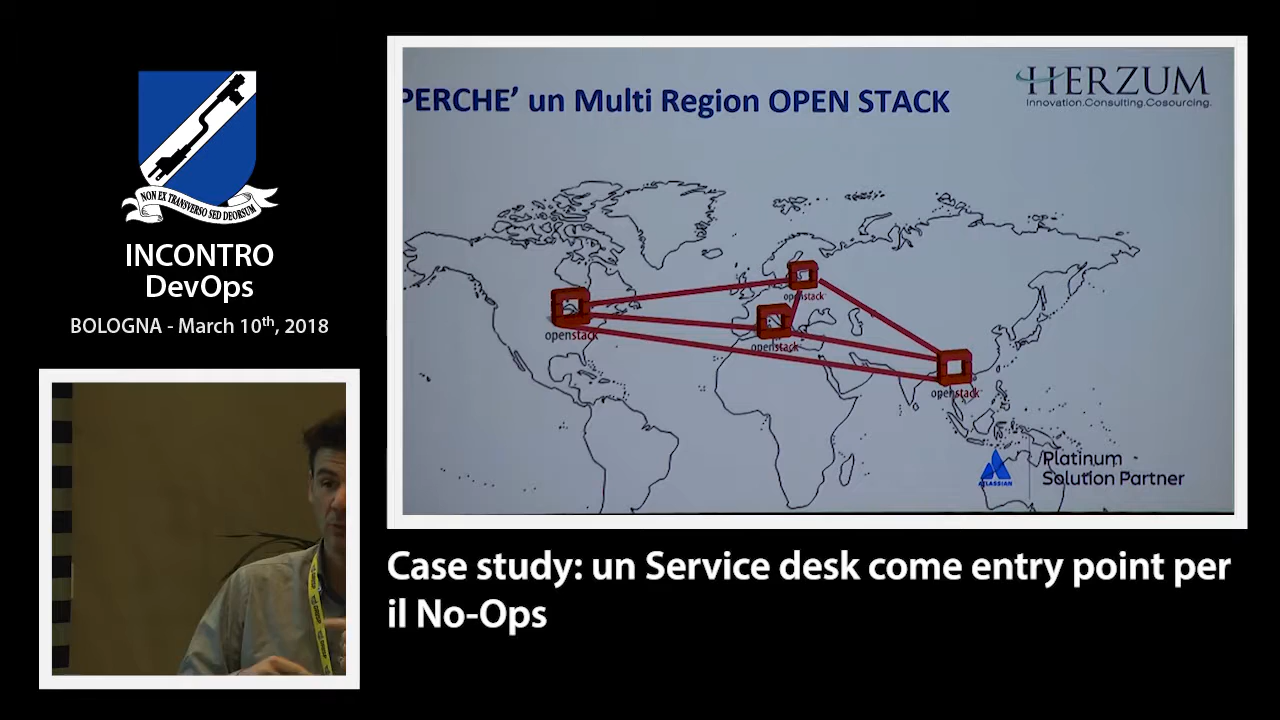 NON EX TRANSVERSO SED DEORSUM
INCONTRO
DevOps
BOLOGNA - March 10th, 2018
PERCHE’ un Multi Region OPEN STACK
HERZUM
Innovation.Consulting.Cosourcing.
openstack
openstack
openstack
openstack
ATLASSIAN
Platinum
Solution Partner
Case study: un Service desk come entry point per
il No-Ops